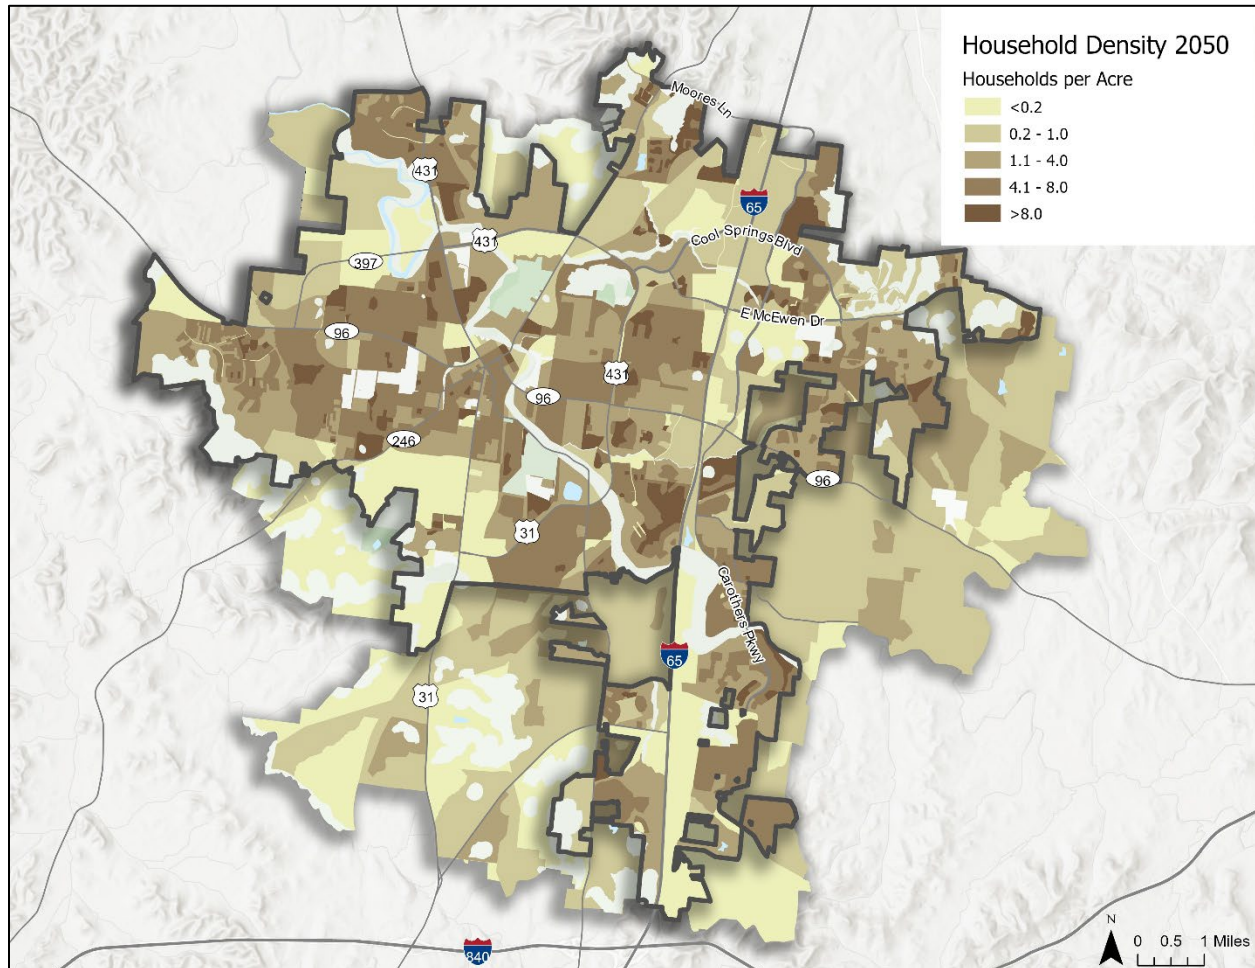 Household Density 2050
Households per Acre
<0.2
0.2 - 1.0
1.1 - 4.0
4.1 - 8.0
>8.0
Moores Ln
431
65
Cool Springs Blvd
431
397
E McEwen Dr
96
431
96
246
96
31
Carothers Pkwy
65
31
N
0 0.5 1 Miles
840